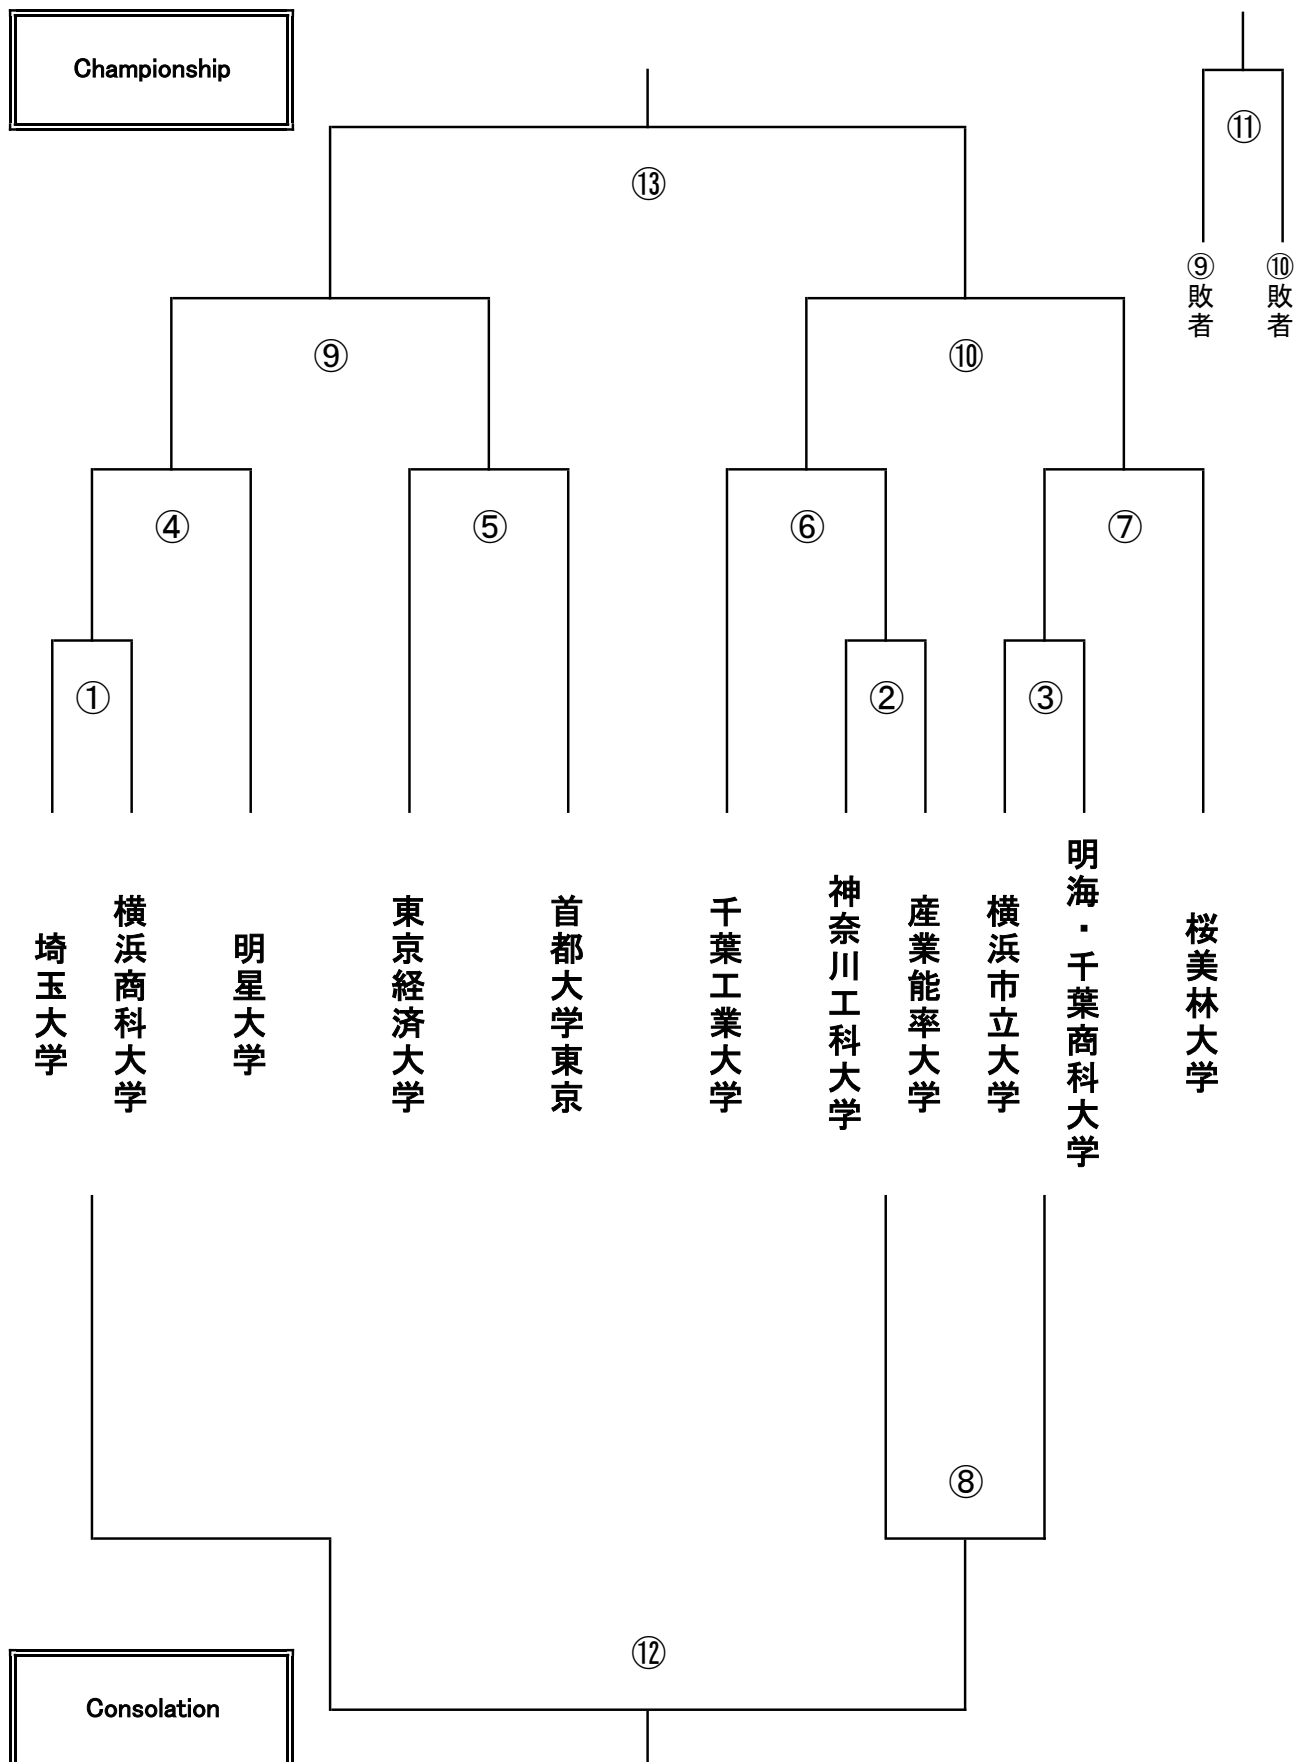 Championship
⑪
⑬
⑨敗者
⑩敗者
⑨
⑩
④
⑤
⑥
⑦
①
②
③
埼玉大学
横浜商科大学
明星大学
東京経済大学
首都大学東京
千葉工業大学
神奈川工科大学
産業能率大学
横浜市立大学
明海・千葉商科大学
桜美林大学
⑧
⑫
Consolation